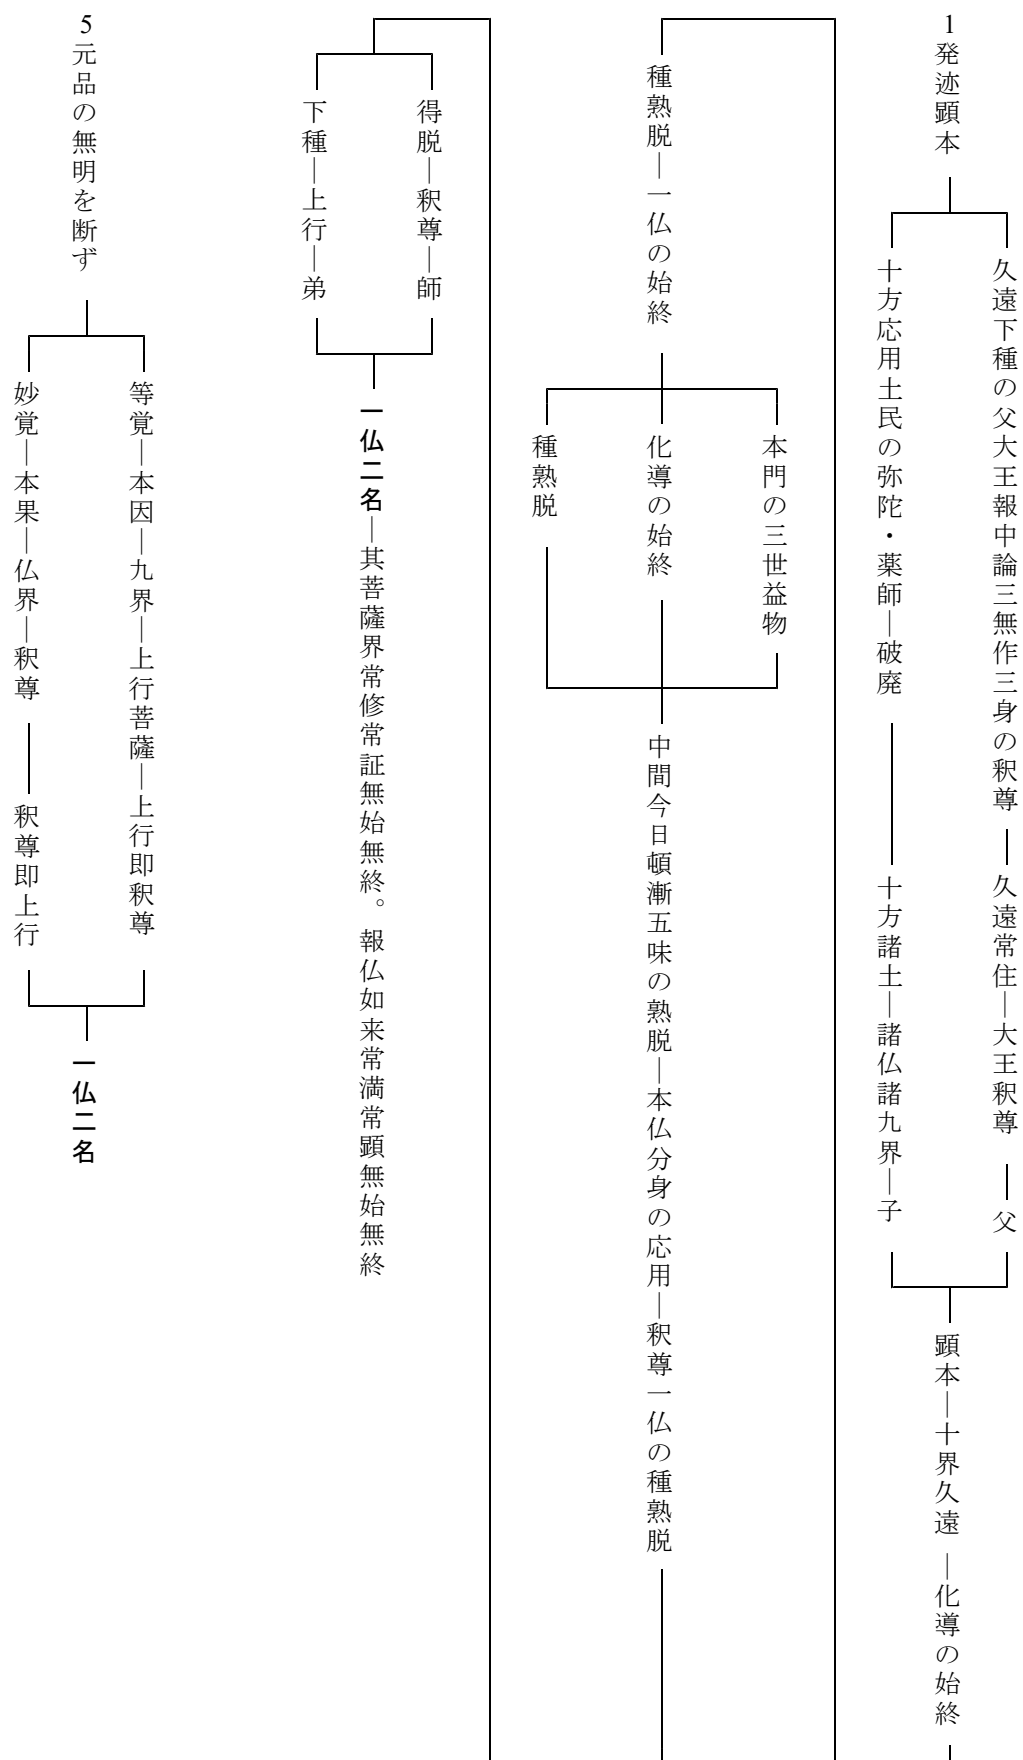 1発迹顕本
久遠下種の父大王報中論三無作三身の釈尊―久遠常住―大王釈尊―父
十方応用土民の弥陀・薬師―破廃―十方諸土―諸仏諸九界―子
顕本―十界久遠―化導の始終
種熟脱―一仏の始終
本門の三世益物
化導の始終
種熟脱
中間今日頓漸五味の熟脱―本仏分身の応用―釈尊一仏の種熟脱
得脱―釈尊―師
下種―上行―弟
一仏二名―其菩薩界常修常証無始無終。報仏如来常満常顕無始無終
5元品の無明を断ず
等覚―本因―九界―上行菩薩―上行即釈尊
妙覚―本果―仏界―釈尊―釈尊即上行
一仏二名